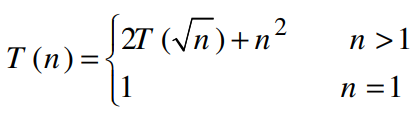 T(n) = { 2T(√n) + n²   n > 1
1   n = 1